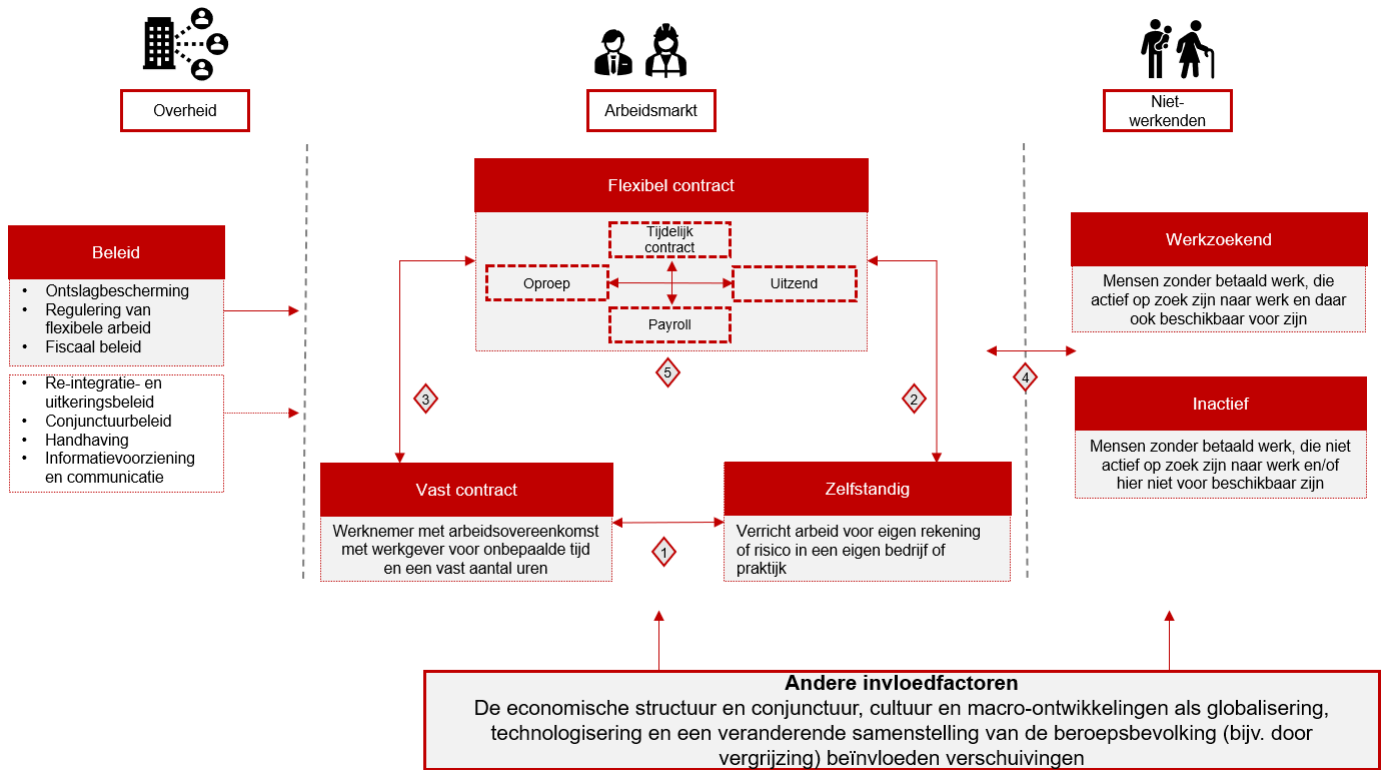 Overheid
Arbeidsmarkt
Niet-
werkenden
Flexibel contract
Tijdelijk
contract
Oproep
Uitzend
Payroll
Beleid
• Ontslagbescherming
• Regulering van
flexibele arbeid
• Fiscaal beleid
• Re-integratie- en
uitkeringsbeleid
• Conjunctuurbeleid
• Handhaving
• Informatievoorziening
en communicatie
Werkzoekend
Mensen zonder betaald werk, die
actief op zoek zijn naar werk en daar
ook beschikbaar voor zijn
Inactief
Mensen zonder betaald werk, die niet
actief op zoek zijn naar werk en/of
hier niet voor beschikbaar zijn
5
4
3
2
Vast contract
Werknemer met arbeidsovereenkomst
met werkgever voor onbepaalde tijd
en een vast aantal uren
1
Zelfstandig
Verricht arbeid voor eigen rekening
of risico in een eigen bedrijf of
praktijk
Andere invloedfactoren
De economische structuur en conjunctuur, cultuur en macro-ontwikkelingen als globalisering,
technologisering en een veranderende samenstelling van de beroepsbevolking (bijv. door
vergrijzing) beïnvloeden verschuivingen